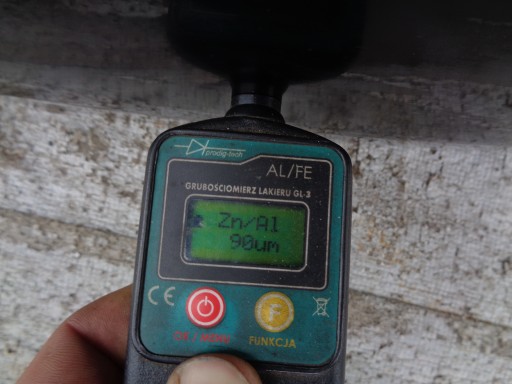 prodig-tech
AL/FE
GRUBOSCIOMIERZ LAKIERU GL-3
Zn/Al
90um
CE
F
FUNKCJA